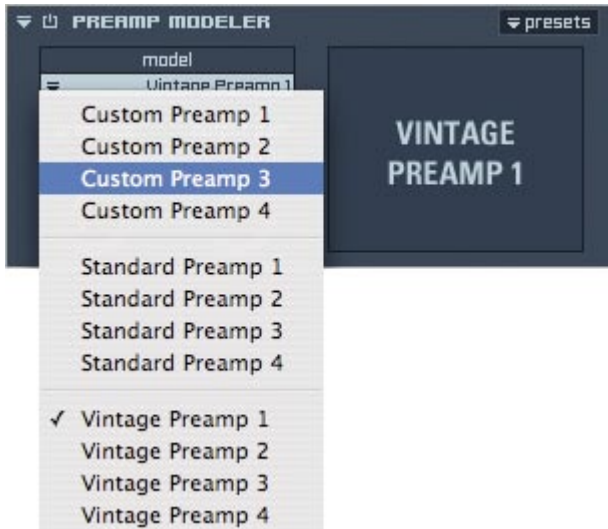 PREAMP MODELER
presets
model
Vintage Preamp 1
VINTAGE
PREAMP 1
Custom Preamp 1
Custom Preamp 2
Custom Preamp 3
Custom Preamp 4
Standard Preamp 1
Standard Preamp 2
Standard Preamp 3
Standard Preamp 4
✓ Vintage Preamp 1
Vintage Preamp 2
Vintage Preamp 3
Vintage Preamp 4